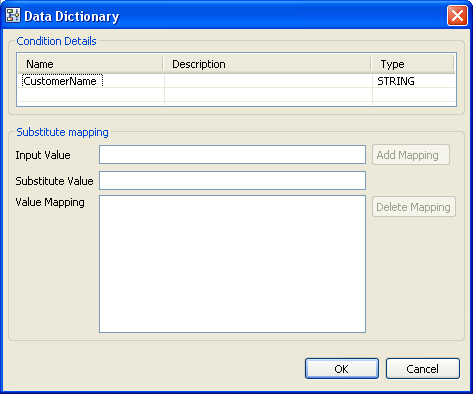 Data Dictionary
Condition Details
Name Description Type
CustomerName STRING
Substitute mapping
Input Value Add Mapping
Substitute Value
Value Mapping Delete Mapping
OK Cancel